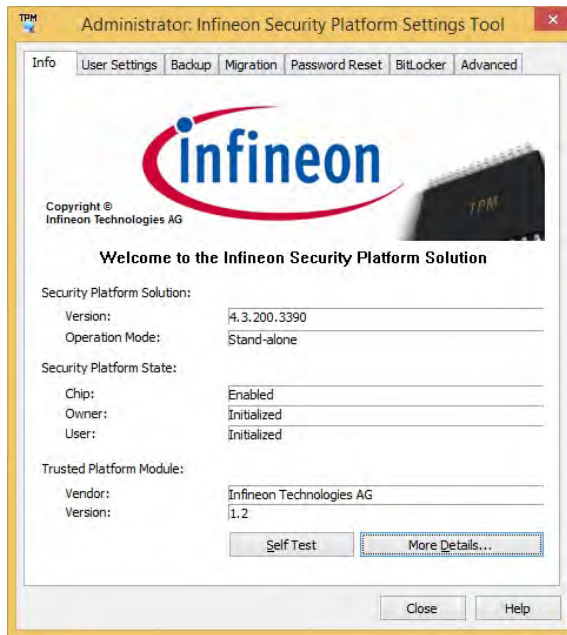 TPM
Administrator: Infineon Security Platform Settings Tool
Info User Settings Backup Migration Password Reset BitLocker Advanced
infineon
TPM
Copyright ©
Infineon Technologies AG
Welcome to the Infineon Security Platform Solution
Security Platform Solution:
Version: 4.3.200.3390
Operation Mode: Stand-alone
Security Platform State:
Chip: Enabled
Owner: Initialized
User: Initialized
Trusted Platform Module:
Vendor: Infineon Technologies AG
Version: 1.2
Self Test More Details...
Close Help